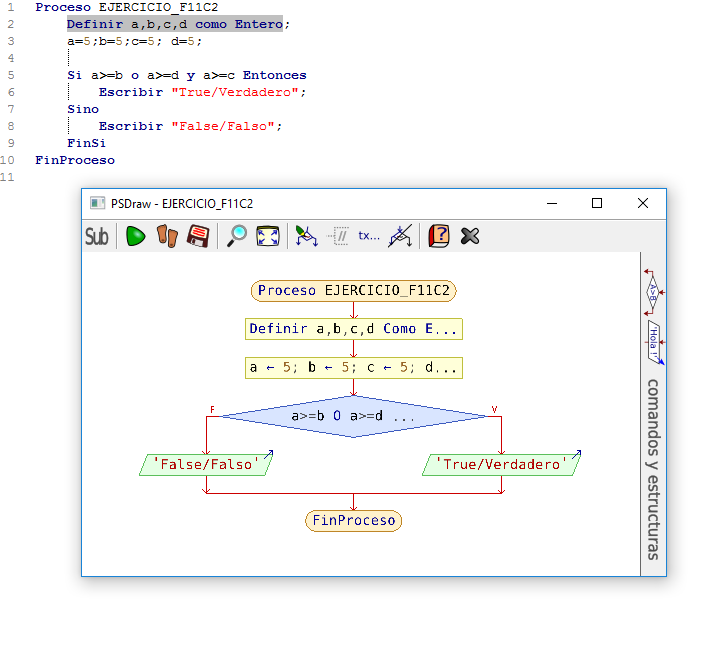 1 Proceso EJERCICIO_F11C2
2 Definir a,b,c,d como Entero;
3 a=5;b=5;c=5; d=5;
4
5 Si a>=b o a>=d y a>=c Entonces
6 Escribir "True/Verdadero";
7 Sino
8 Escribir "False/Falso";
9 FinSi
10 FinProceso
11
PSDraw - EJERCICIO_F11C2
Sub
tx...
Proceso EJERCICIO_F11C2
Definir a,b,c,d Como E...
a ← 5; b ← 5; c ← 5; d...
a>=b O a>=d ...
F
V
'False/Falso'
'True/Verdadero'
FinProceso
A>B
'Hola !'
comandos y estructuras